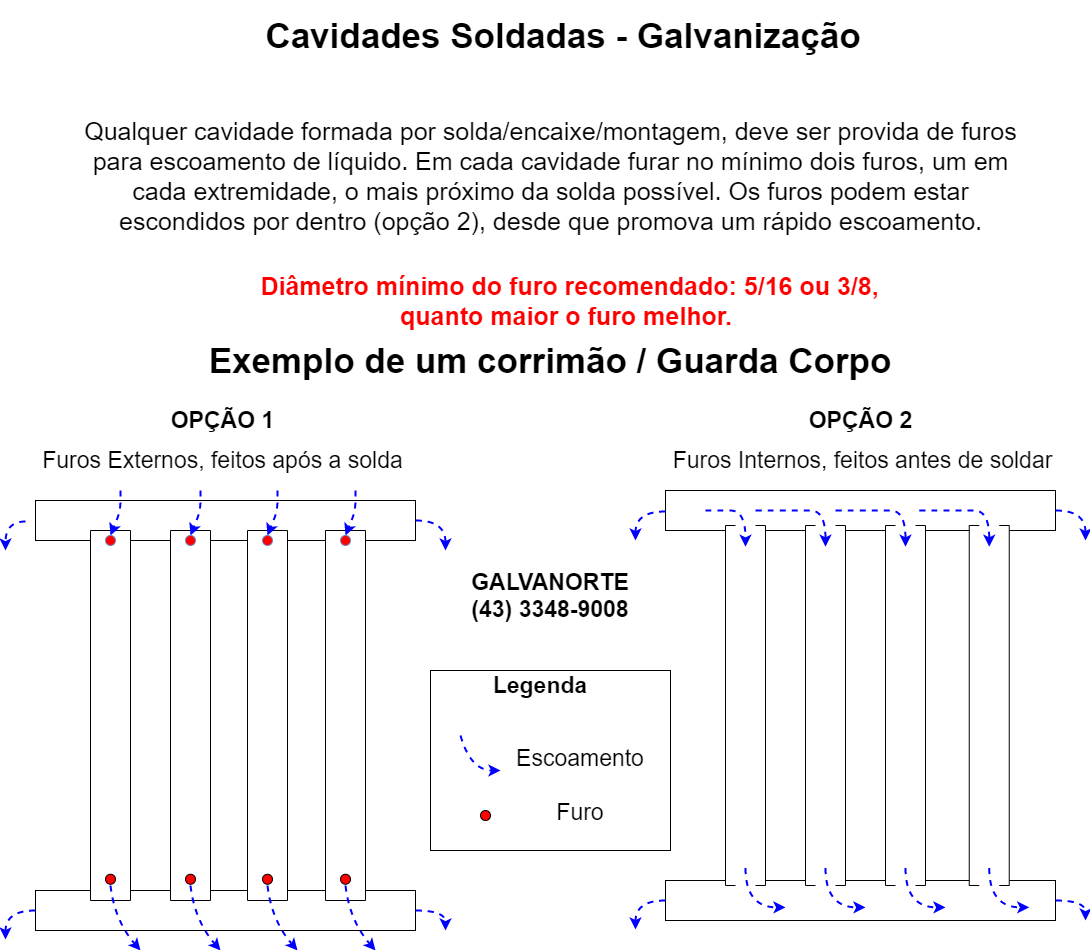 Cavidades Soldadas - Galvanização
Qualquer cavidade formada por solda/encaixe/montagem, deve ser provida de furos
para escoamento de líquido. Em cada cavidade furar no mínimo dois furos, um em
cada extremidade, o mais próximo da solda possível. Os furos podem estar
escondidos por dentro (opção 2), desde que promova um rápido escoamento.
Diâmetro mínimo do furo recomendado: 5/16 ou 3/8,
quanto maior o furo melhor.
Exemplo de um corrimão / Guarda Corpo
OPÇÃO 1
Furos Externos, feitos após a solda
OPÇÃO 2
Furos Internos, feitos antes de soldar
GALVANORTE
(43) 3348-9008
Legenda
Escoamento
Furo